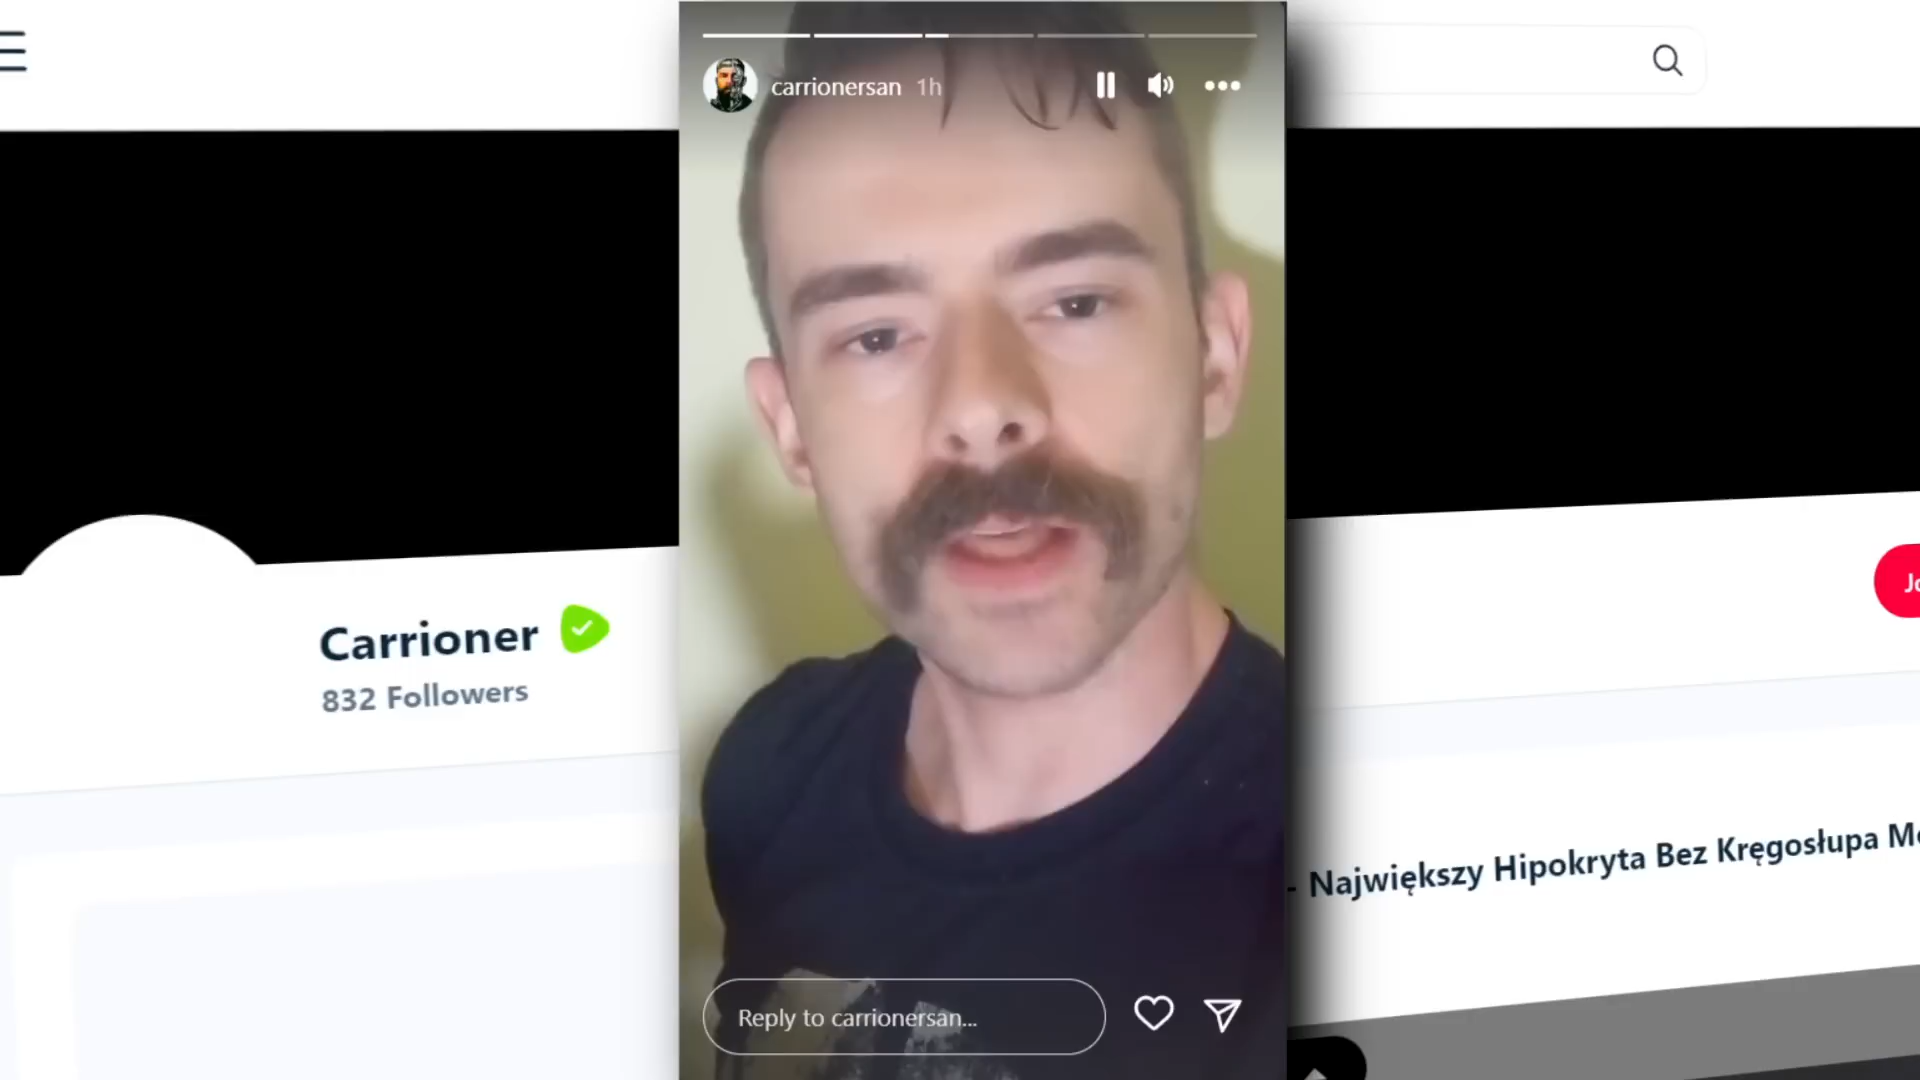 carrionersan 1h
Carrioner
832 Followers
- Największy Hipokryta Bez Kręgosłupa
Reply to carrionersan...